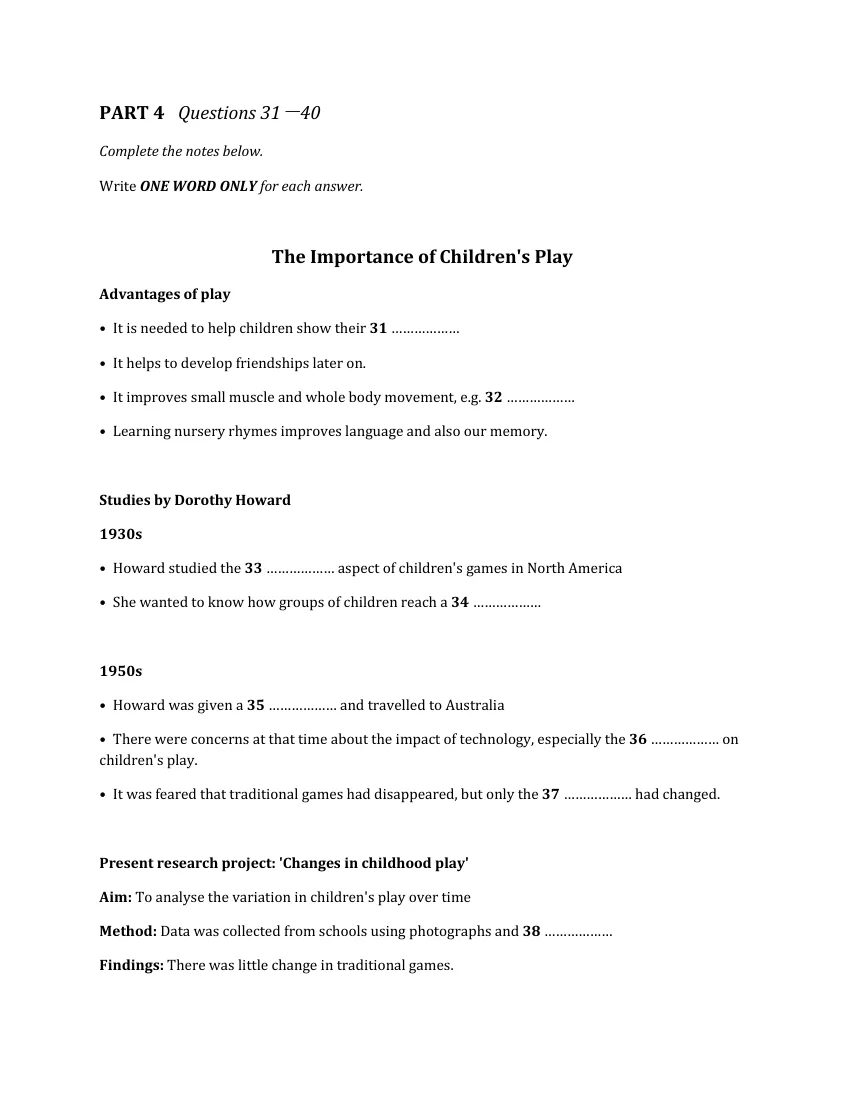 PART 4 Questions 31 —40
Complete the notes below.
Write ONE WORD ONLY for each answer.
The Importance of Children's Play
Advantages of play
• It is needed to help children show their 31 ………………
• It helps to develop friendships later on.
• It improves small muscle and whole body movement, e.g. 32 ………………
• Learning nursery rhymes improves language and also our memory.
Studies by Dorothy Howard
1930s
• Howard studied the 33 ……………… aspect of children's games in North America
• She wanted to know how groups of children reach a 34 ………………
1950s
• Howard was given a 35 ……………… and travelled to Australia
• There were concerns at that time about the impact of technology, especially the 36 ……………… on
children's play.
• It was feared that traditional games had disappeared, but only the 37 ……………… had changed.
Present research project: 'Changes in childhood play'
Aim: To analyse the variation in children's play over time
Method: Data was collected from schools using photographs and 38 ………………
Findings: There was little change in traditional games.